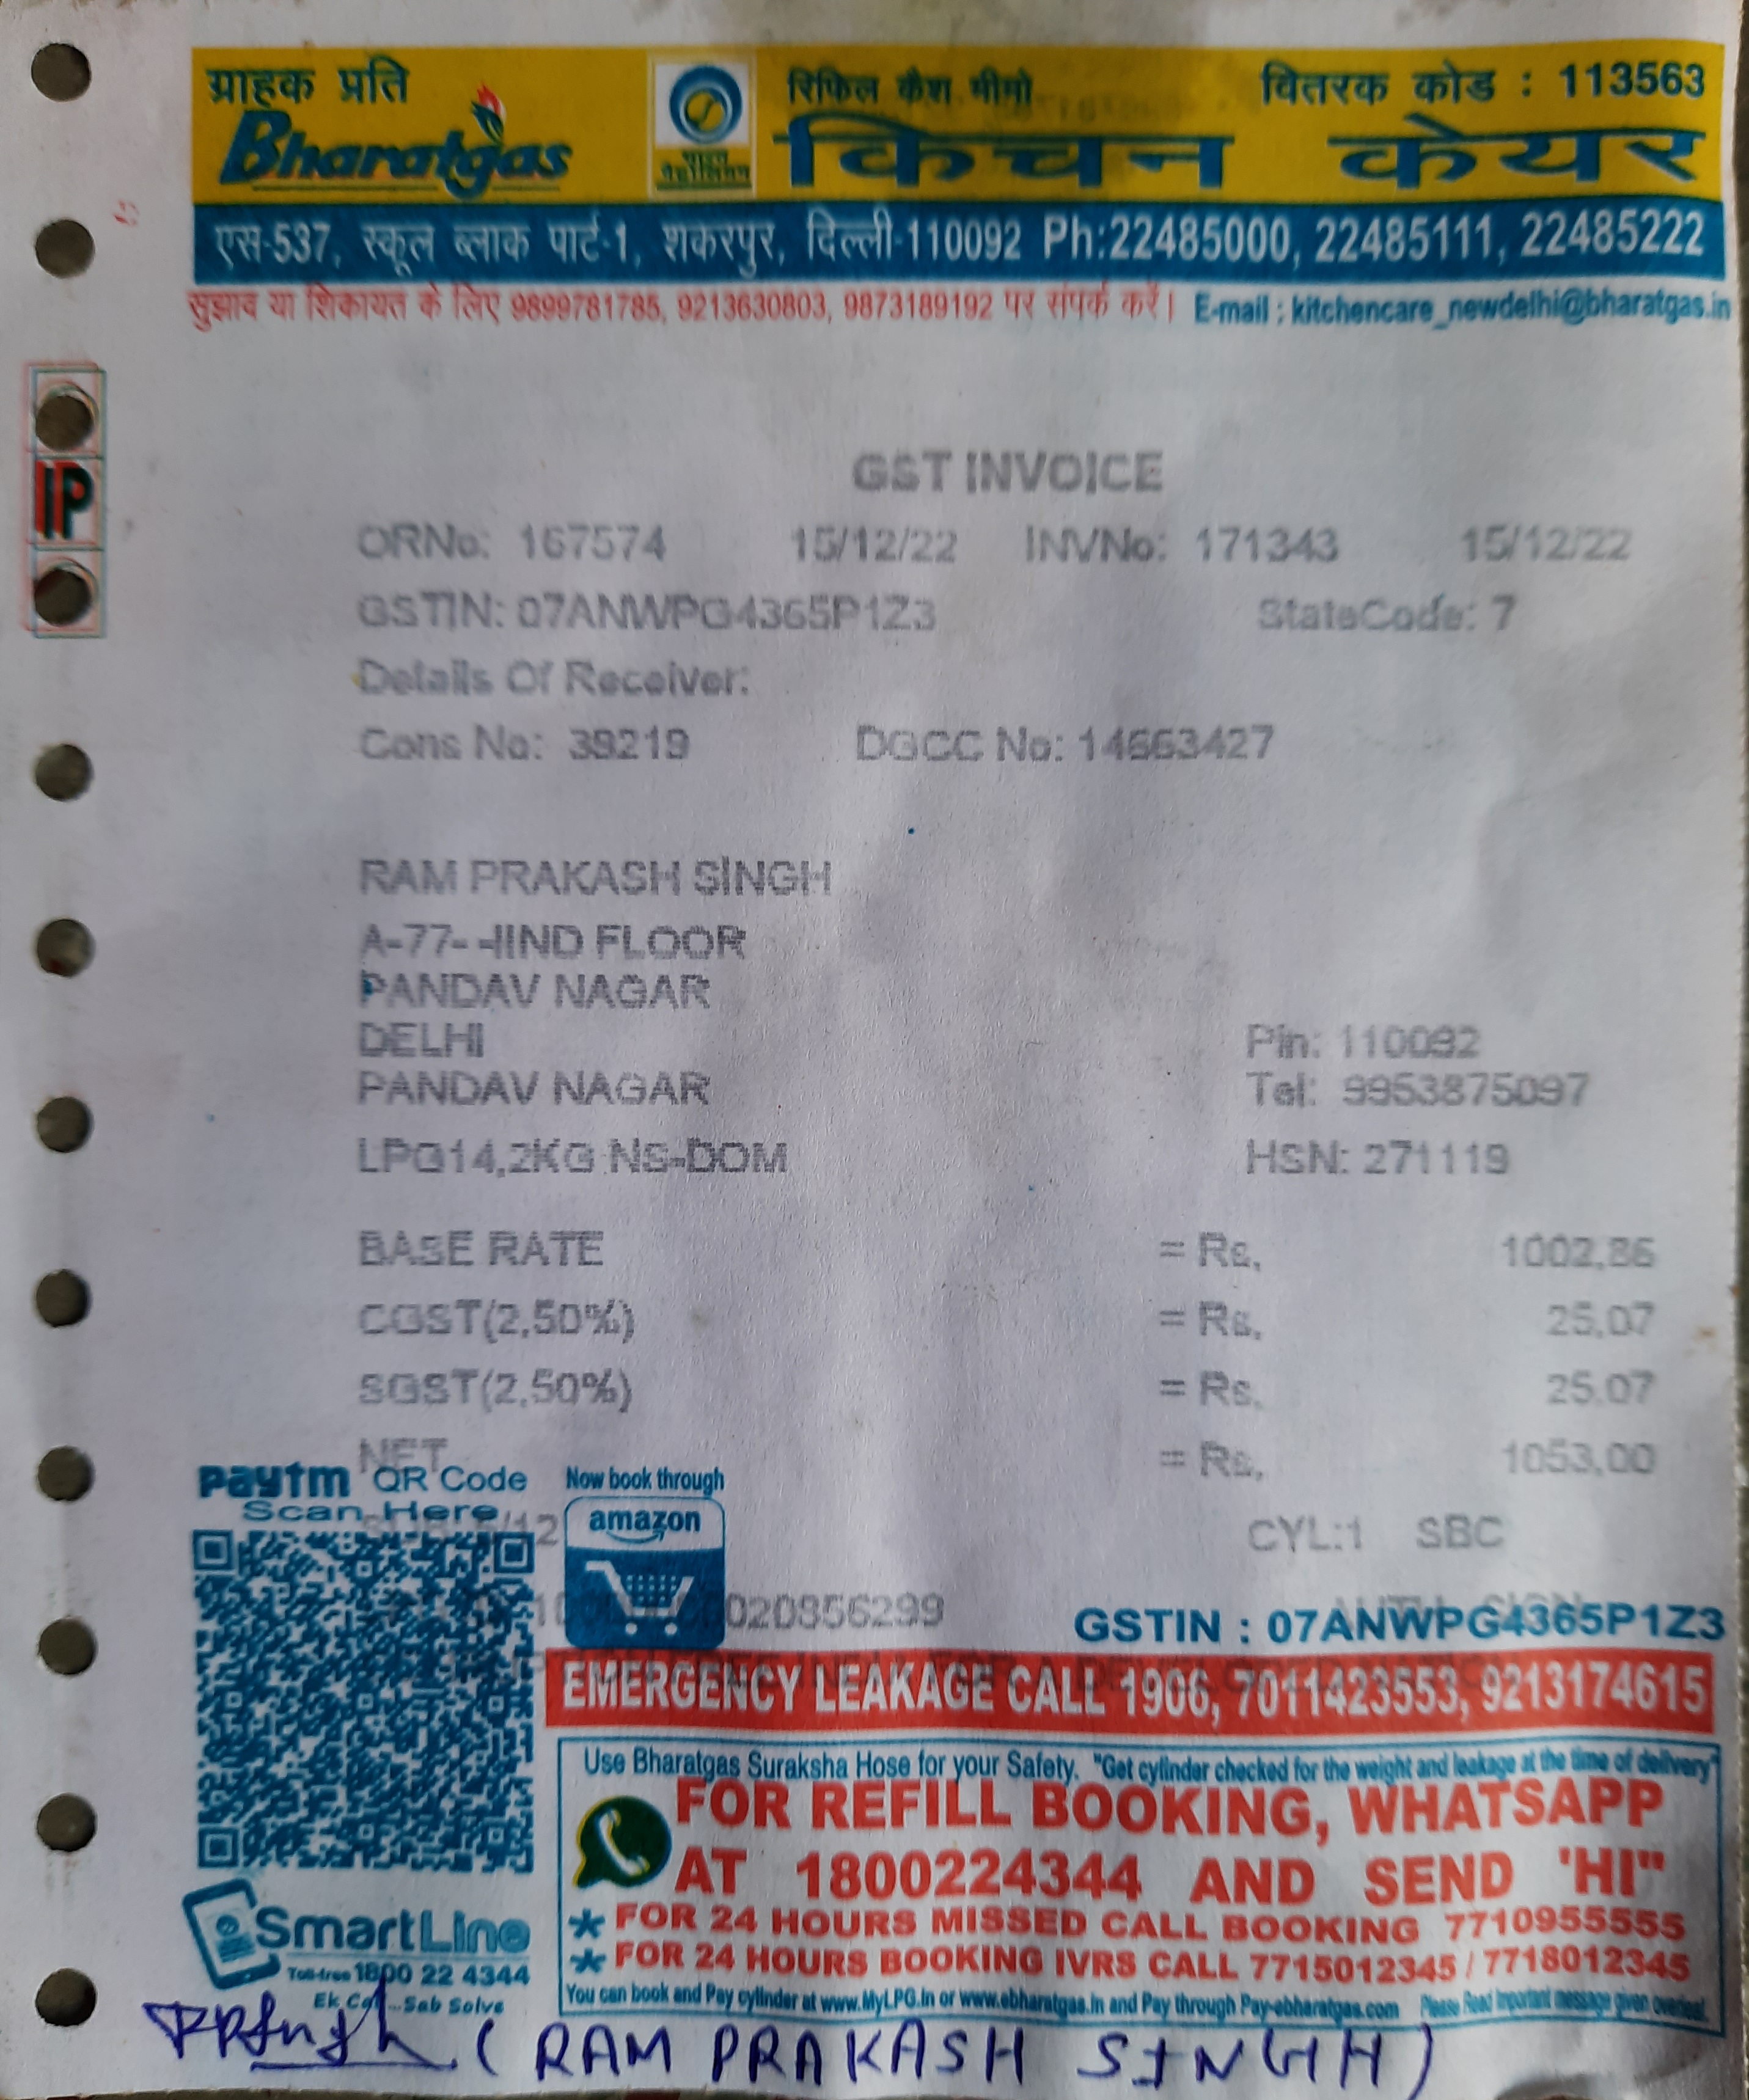 ग्राहक प्रति
Bharatgas
भारत पेट्रोलियम
रिफिल कैश मीमो
वितरक कोड : 113563
किचन केयर
एस-537, स्कूल ब्लाक पार्ट-1, शकरपुर, दिल्ली-110092 Ph:22485000, 22485111, 22485222
सुझाव या शिकायत के लिए 9899781785, 9213630803, 9873189192 पर संपर्क करें। E-mail : kitchencare_newdelhi@bharatgas.in
IP
GST INVOICE
ORNo: 167574 15/12/22 INVNo: 171343 15/12/22
GSTIN: 07ANWPG4365P1Z3 StateCode: 7
Details Of Receiver:
Cons No: 39219 DGCC No: 14663427
RAM PRAKASH SINGH
A-77- -IIND FLOOR
PANDAV NAGAR
DELHI Pin: 110092
PANDAV NAGAR Tel: 9953875097
LPG14.2KG NS-DOM HSN: 271119
BASE RATE = Rs. 1002.86
CGST(2.50%) = Rs. 25.07
SGST(2.50%) = Rs. 25.07
NET = Rs. 1053.00
paytm QR Code
Scan Here
Now book through
amazon
CYL:1 SBC
020856299
GSTIN : 07ANWPG4365P1Z3
EMERGENCY LEAKAGE CALL 1906, 7011423553, 9213174615
Use Bharatgas Suraksha Hose for your Safety. "Get cylinder checked for the weight and leakage at the time of delivery"
FOR REFILL BOOKING, WHATSAPP
AT 1800224344 AND SEND 'HI"
* FOR 24 HOURS MISSED CALL BOOKING 7710955555
* FOR 24 HOURS BOOKING IVRS CALL 7715012345 / 7718012345
You can book and Pay cylinder at www.MyLPG.in or www.ebharatgas.in and Pay through Pay-ebharatgas.com Please Read important message given overleaf.
SmartLine
Toll-free 1800 22 4344
Ek Call...Sab Solve
(RAM PRAKASH SINGH)